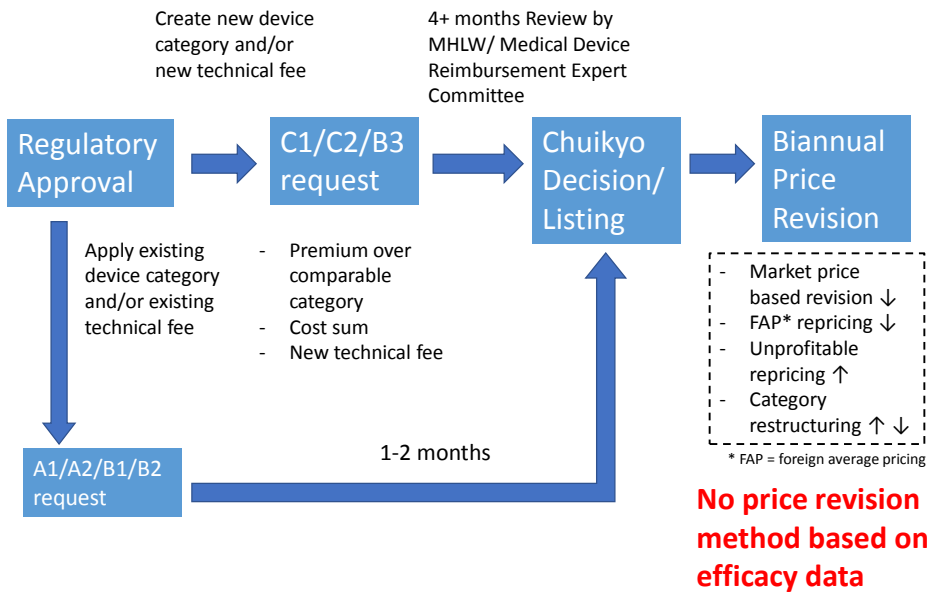 Create new device
category and/or
new technical fee
4+ months Review by
MHLW/ Medical Device
Reimbursement Expert
Committee
Regulatory
Approval
C1/C2/B3
request
Chuikyo
Decision/
Listing
Biannual
Price
Revision
Apply existing
device category
and/or existing
technical fee
- Premium over
comparable
category
- Cost sum
- New technical fee
- Market price
based revision ↓
- FAP* repricing ↓
- Unprofitable
repricing ↑
- Category
restructuring ↑ ↓
* FAP = foreign average pricing
A1/A2/B1/B2
request
1-2 months
No price revision
method based on
efficacy data